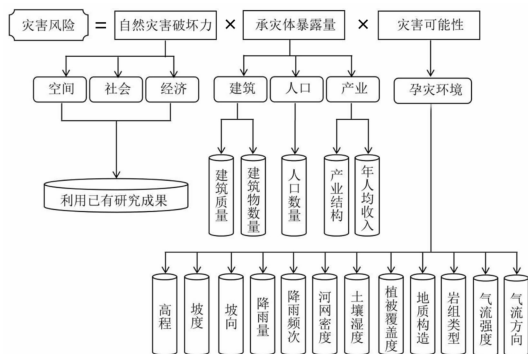 灾害风险 = 自然灾害破坏力 × 承灾体暴露量 × 灾害可能性
空间 社会 经济 建筑 人口 产业 孕灾环境
利用已有研究成果
建筑质量
建筑物数量
人口数量
产业结构
年人均收入
高程
坡度
坡向
降雨量
降雨频次
河网密度
土壤湿度
植被覆盖度
地质构造
岩组类型
气流强度
气流方向